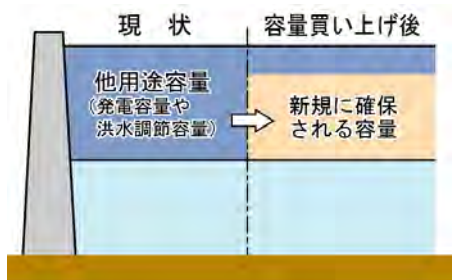 現　状
容量買い上げ後
他用途容量
(発電容量や
洪水調節容量)
新規に確保
される容量